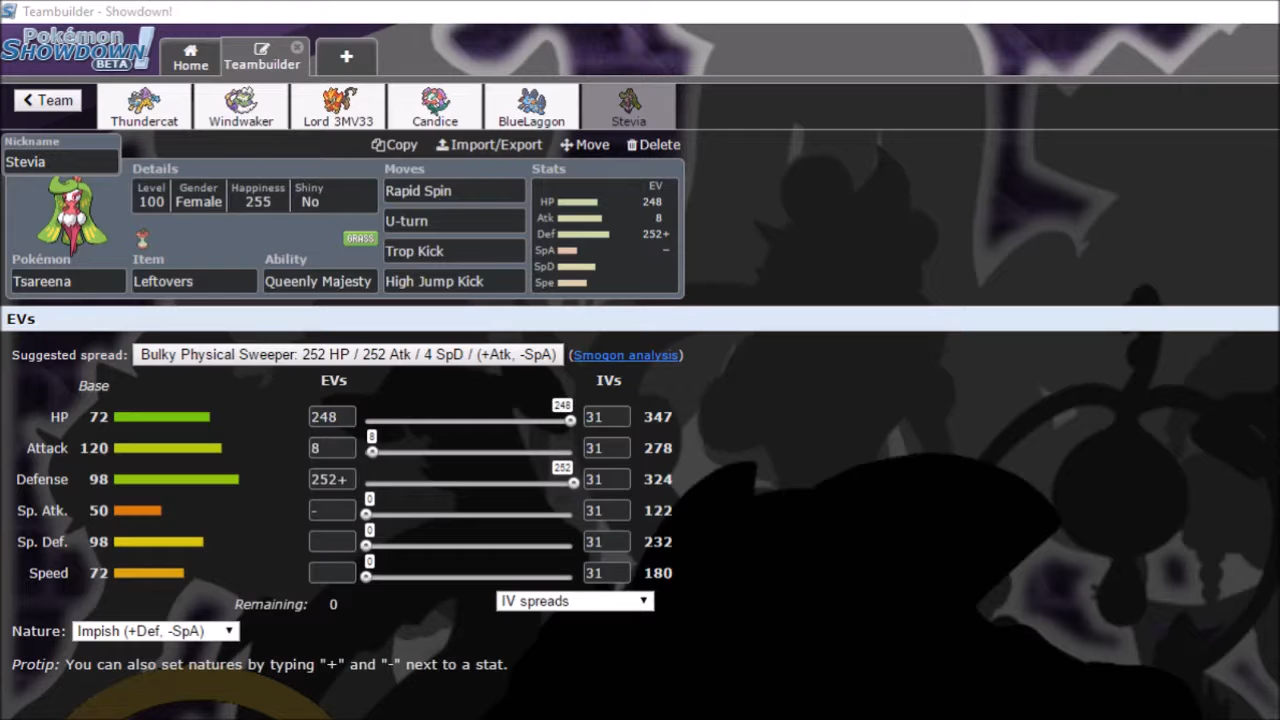 Teambuilder - Showdown!
Pokémon
SHOWDOWN!
BETA
Home
Teambuilder
+
< Team
Thundercat
Windwaker
Lord 3MV33
Candice
BlueLaggon
Stevia
Copy
Import/Export
Move
Delete
Nickname
Stevia
Details
Level
100
Gender
Female
Happiness
255
Shiny
No
GRASS
Pokémon
Tsareena
Item
Leftovers
Ability
Queenly Majesty
Moves
Rapid Spin
U-turn
Trop Kick
High Jump Kick
Stats
EV
HP 248
Atk 8
Def 252+
SpA −
SpD
Spe
EVs
Suggested spread: Bulky Physical Sweeper: 252 HP / 252 Atk / 4 SpD / (+Atk, -SpA) (Smogon analysis)
Base EVs IVs
HP 72 248 248 31 347
Attack 120 8 8 31 278
Defense 98 252+ 252 31 324
Sp. Atk. 50 - 0 31 122
Sp. Def. 98 0 31 232
Speed 72 0 31 180
Remaining: 0 IV spreads
Nature: Impish (+Def, -SpA)
Protip: You can also set natures by typing "+" and "-" next to a stat.